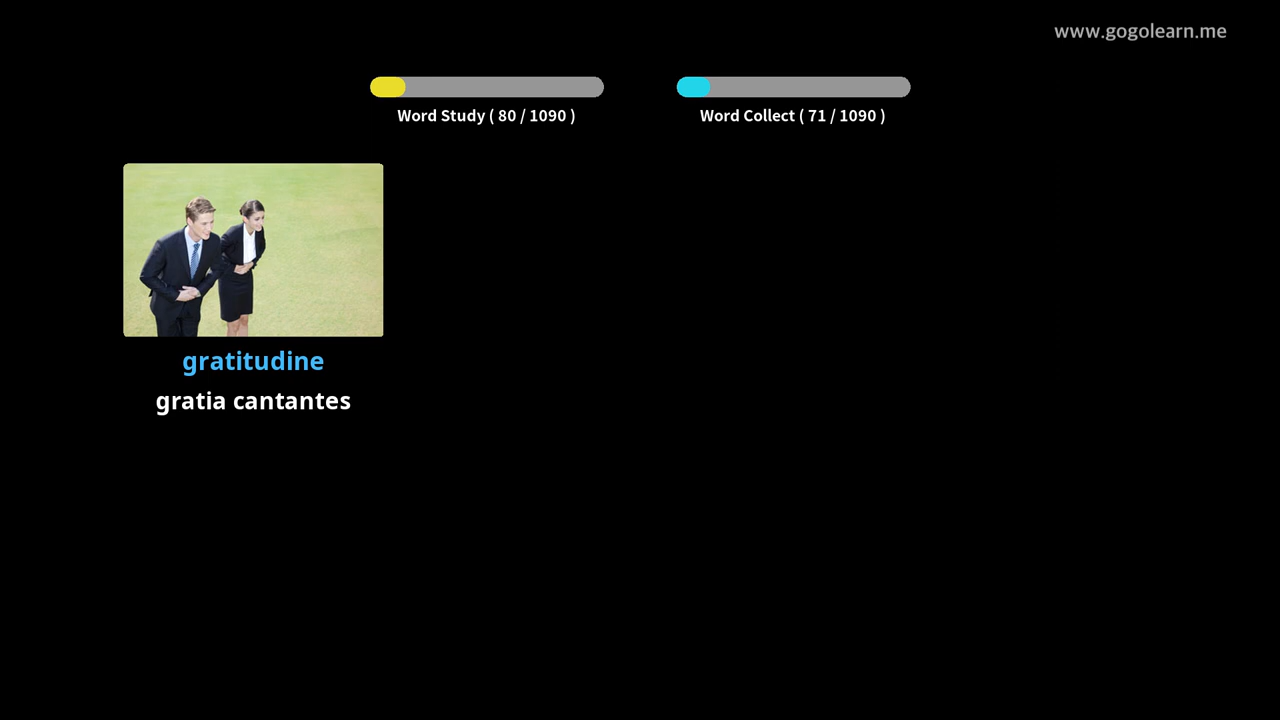 www.gogolearn.me
Word Study ( 80 / 1090 )
Word Collect ( 71 / 1090 )
gratitudine
gratia cantantes